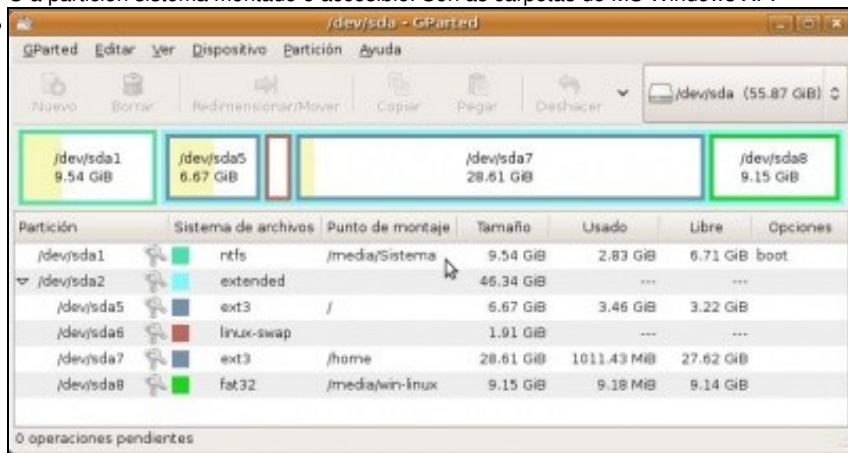 /dev/sda - GParted
GParted Editar Ver Dispositivo Partición Ayuda
Nuevo Borrar Redimensionar/Mover Copiar Pegar Deshacer /dev/sda (55.87 GiB)
/dev/sda1 /dev/sda5 /dev/sda7 /dev/sda8
9.54 GiB 6.67 GiB 28.61 GiB 9.15 GiB
Partición Sistema de archivos Punto de montaje Tamaño Usado Libre Opciones
/dev/sda1 ntfs /media/Sistema 9.54 GiB 2.83 GiB 6.71 GiB boot
/dev/sda2 extended 46.34 GiB --- ---
/dev/sda5 ext3 / 6.67 GiB 3.46 GiB 3.22 GiB
/dev/sda6 linux-swap 1.91 GiB --- ---
/dev/sda7 ext3 /home 28.61 GiB 1011.43 MiB 27.62 GiB
/dev/sda8 fat32 /media/win-linux 9.15 GiB 9.18 MiB 9.14 GiB
0 operaciones pendientes